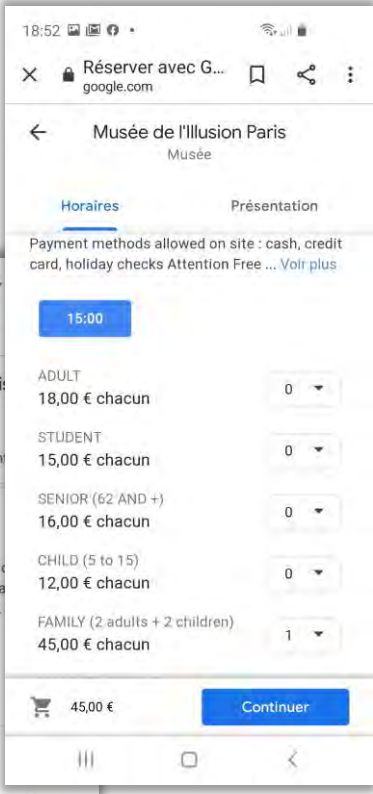 18:52
Réserver avec G...
google.com
Musée de l'Illusion Paris
Musée
Horaires
Présentation
Payment methods allowed on site : cash, credit
card, holiday checks Attention Free ... Voir plus
15:00
ADULT
18,00 € chacun
0
STUDENT
15,00 € chacun
0
SENIOR (62 AND +)
16,00 € chacun
0
CHILD (5 to 15)
12,00 € chacun
0
FAMILY (2 adults + 2 children)
45,00 € chacun
1
45,00 €
Continuer